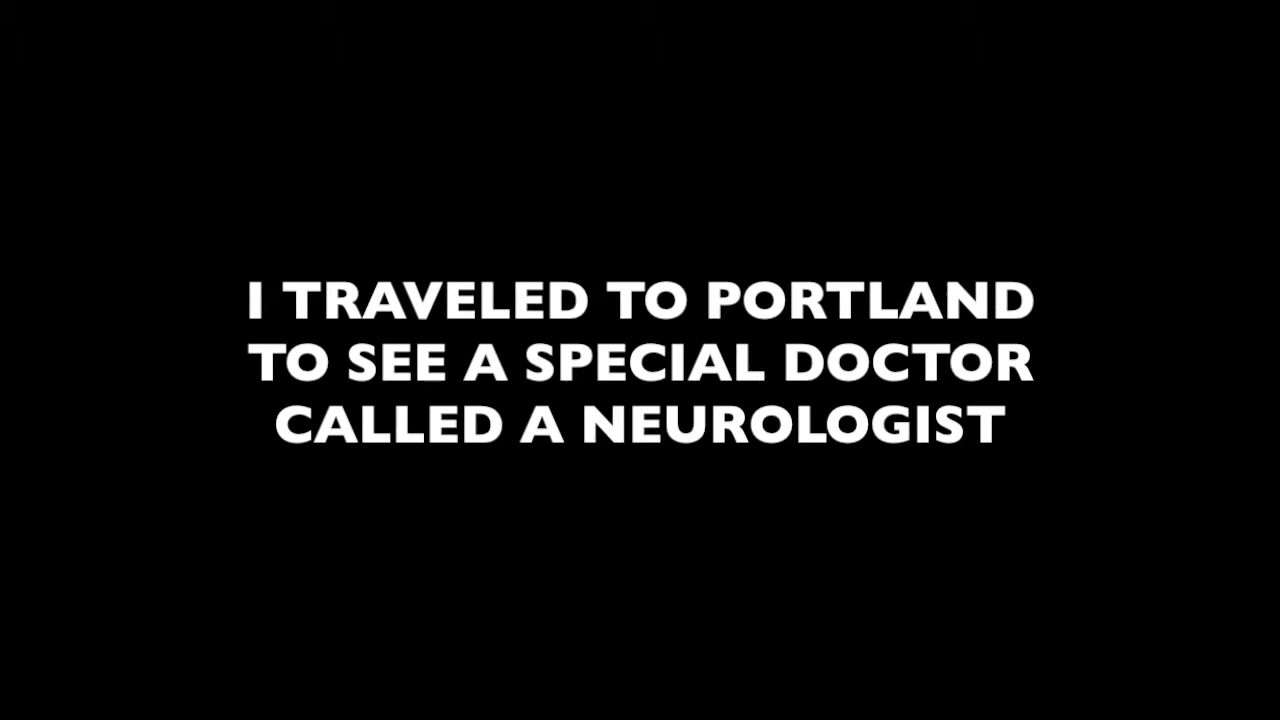 I TRAVELED TO PORTLAND
TO SEE A SPECIAL DOCTOR
CALLED A NEUROLOGIST